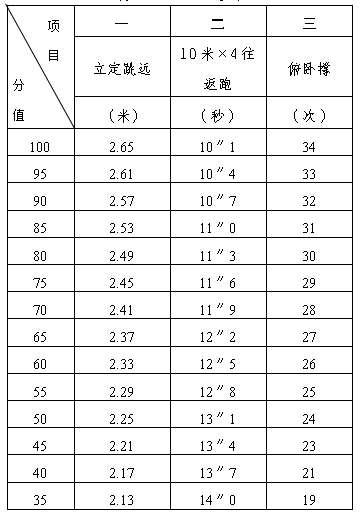 项目 一 二 三
分值 立定跳远 10米×4往返跑 俯卧撑
（米） （秒） （次）
100 2.65 10″1 34
95 2.61 10″4 33
90 2.57 10″7 32
85 2.53 11″0 31
80 2.49 11″3 30
75 2.45 11″6 29
70 2.41 11″9 28
65 2.37 12″2 27
60 2.33 12″5 26
55 2.29 12″8 25
50 2.25 13″1 24
45 2.21 13″4 23
40 2.17 13″7 21
35 2.13 14″0 19